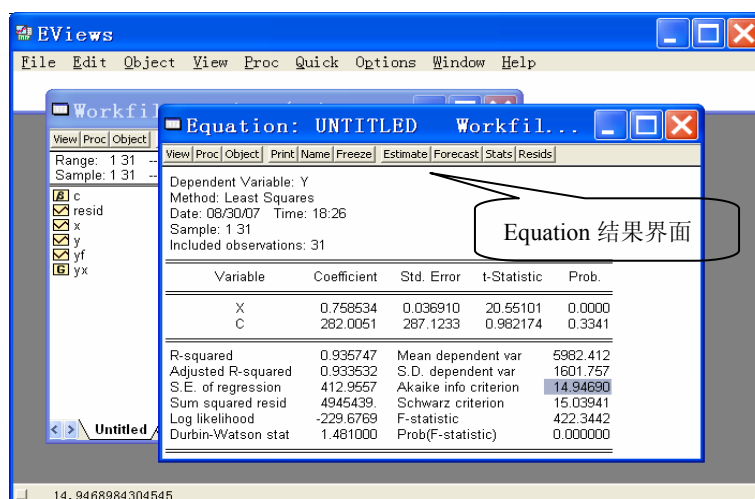 EViews
File Edit Object View Proc Quick Options Window Help
Workfil
View Proc Object
Range: 1 31 --
Sample: 1 31 --
c
resid
x
y
yf
yx
Untitled
Equation: UNTITLED Workfil...
View Proc Object Print Name Freeze Estimate Forecast Stats Resids
Dependent Variable: Y
Method: Least Squares
Date: 08/30/07 Time: 18:26
Sample: 1 31
Included observations: 31
Equation 结果界面
Variable Coefficient Std. Error t-Statistic Prob.
X 0.758534 0.036910 20.55101 0.0000
C 282.0051 287.1233 0.982174 0.3341
R-squared 0.935747 Mean dependent var 5982.412
Adjusted R-squared 0.933532 S.D. dependent var 1601.757
S.E. of regression 412.9557 Akaike info criterion 14.94690
Sum squared resid 4945439. Schwarz criterion 15.03941
Log likelihood -229.6769 F-statistic 422.3442
Durbin-Watson stat 1.481000 Prob(F-statistic) 0.000000
14.9468984304545